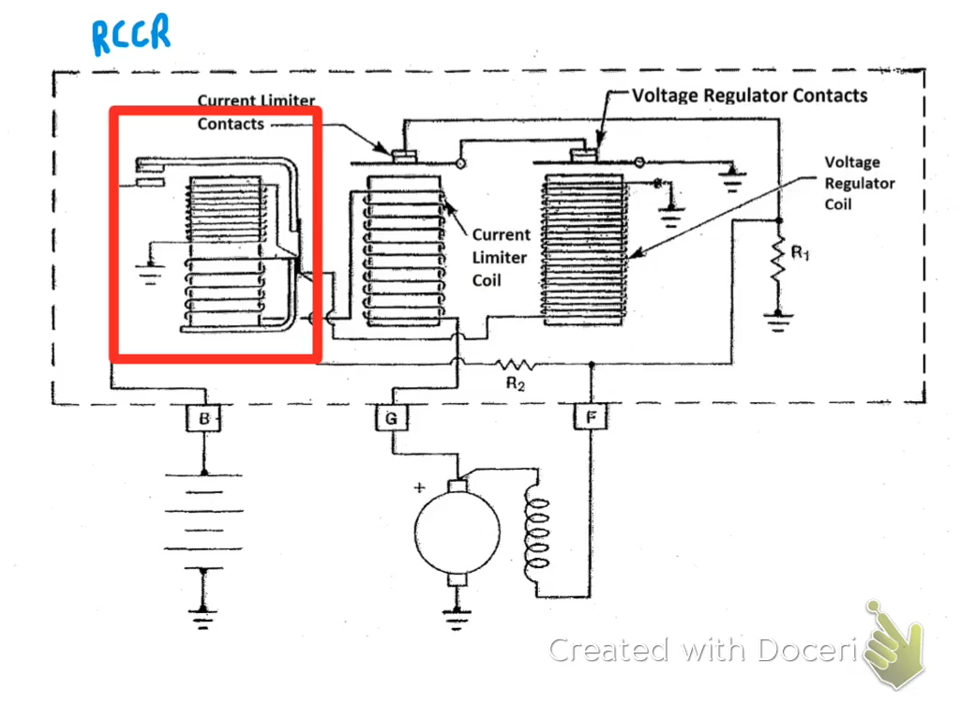 RCCR
Current Limiter
Contacts
Voltage Regulator Contacts
Voltage
Regulator
Coil
Current
Limiter
Coil
R1
R2
B
G
F
+
Created with Doceri